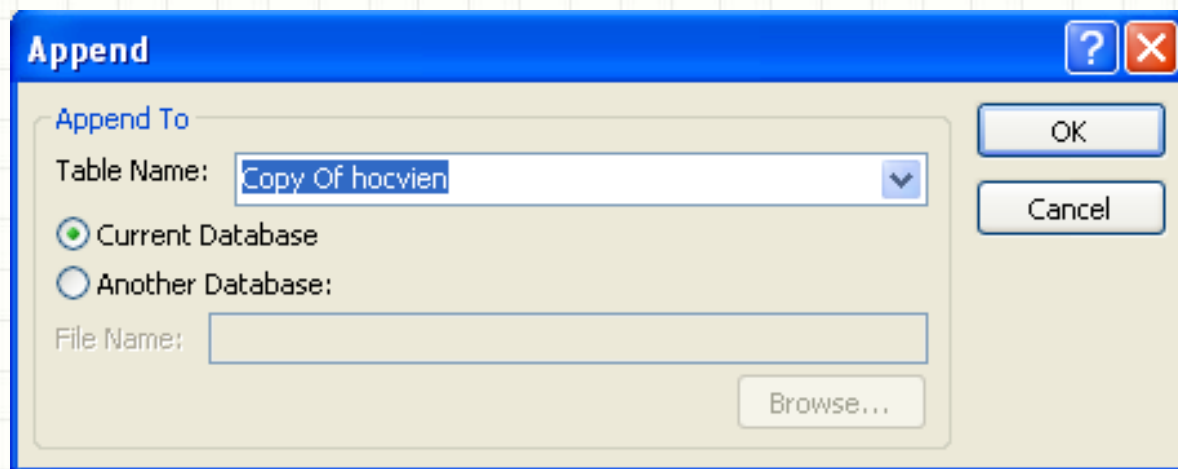 Append
Append To
OK
Table Name: Copy Of hocvien
Cancel
Current Database
Another Database:
File Name:
Browse...